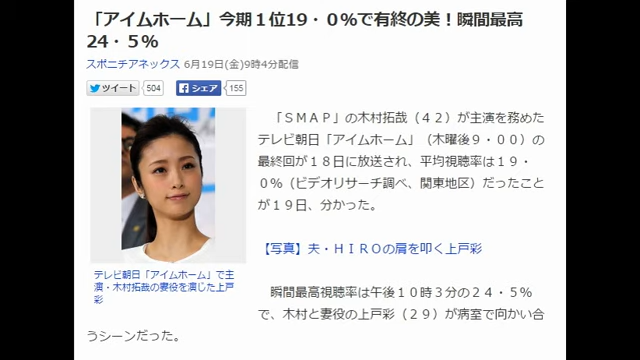 「アイムホーム」今期１位19・０％で有終の美！瞬間最高
24・５％
スポニチアネックス 6月19日(金)9時4分配信
ツイート 504 シェア 155
「ＳＭＡＰ」の木村拓哉（４２）が主演を務めた
テレビ朝日「アイムホーム」（木曜後９・００）の
最終回が１８日に放送され、平均視聴率は１９・
０％（ビデオリサーチ調べ、関東地区）だったこと
が１９日、分かった。
【写真】夫・ＨＩＲＯの肩を叩く上戸彩
テレビ朝日「アイムホーム」で主
演・木村拓哉の妻役を演じた上戸
彩
瞬間最高視聴率は午後１０時３分の２４・５％
で、木村と妻役の上戸彩（２９）が病室で向かい合
うシーンだった。